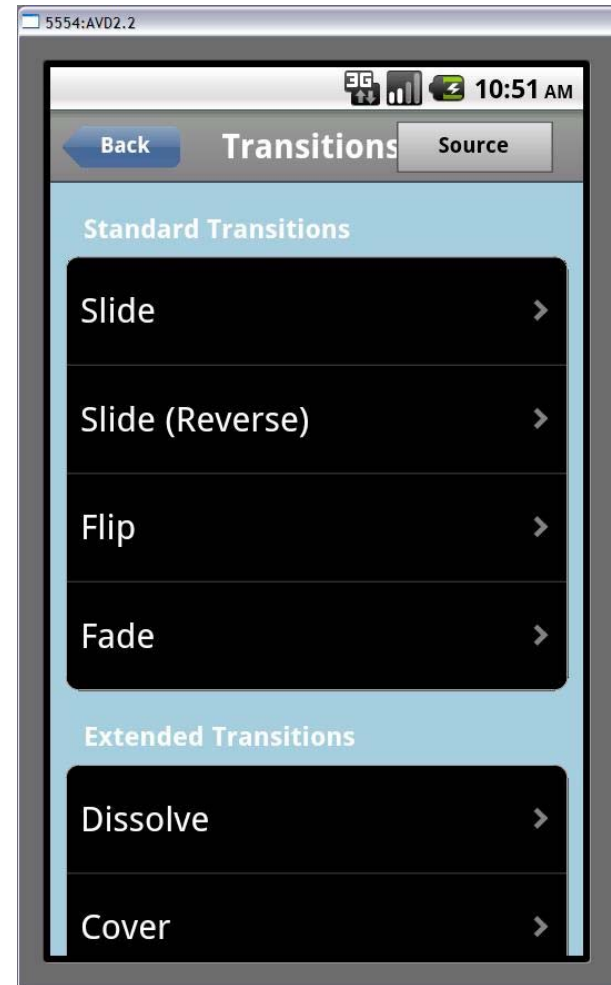 5554:AVD2.2
3G 10:51 AM
Back Transitions Source
Standard Transitions
Slide
Slide (Reverse)
Flip
Fade
Extended Transitions
Dissolve
Cover